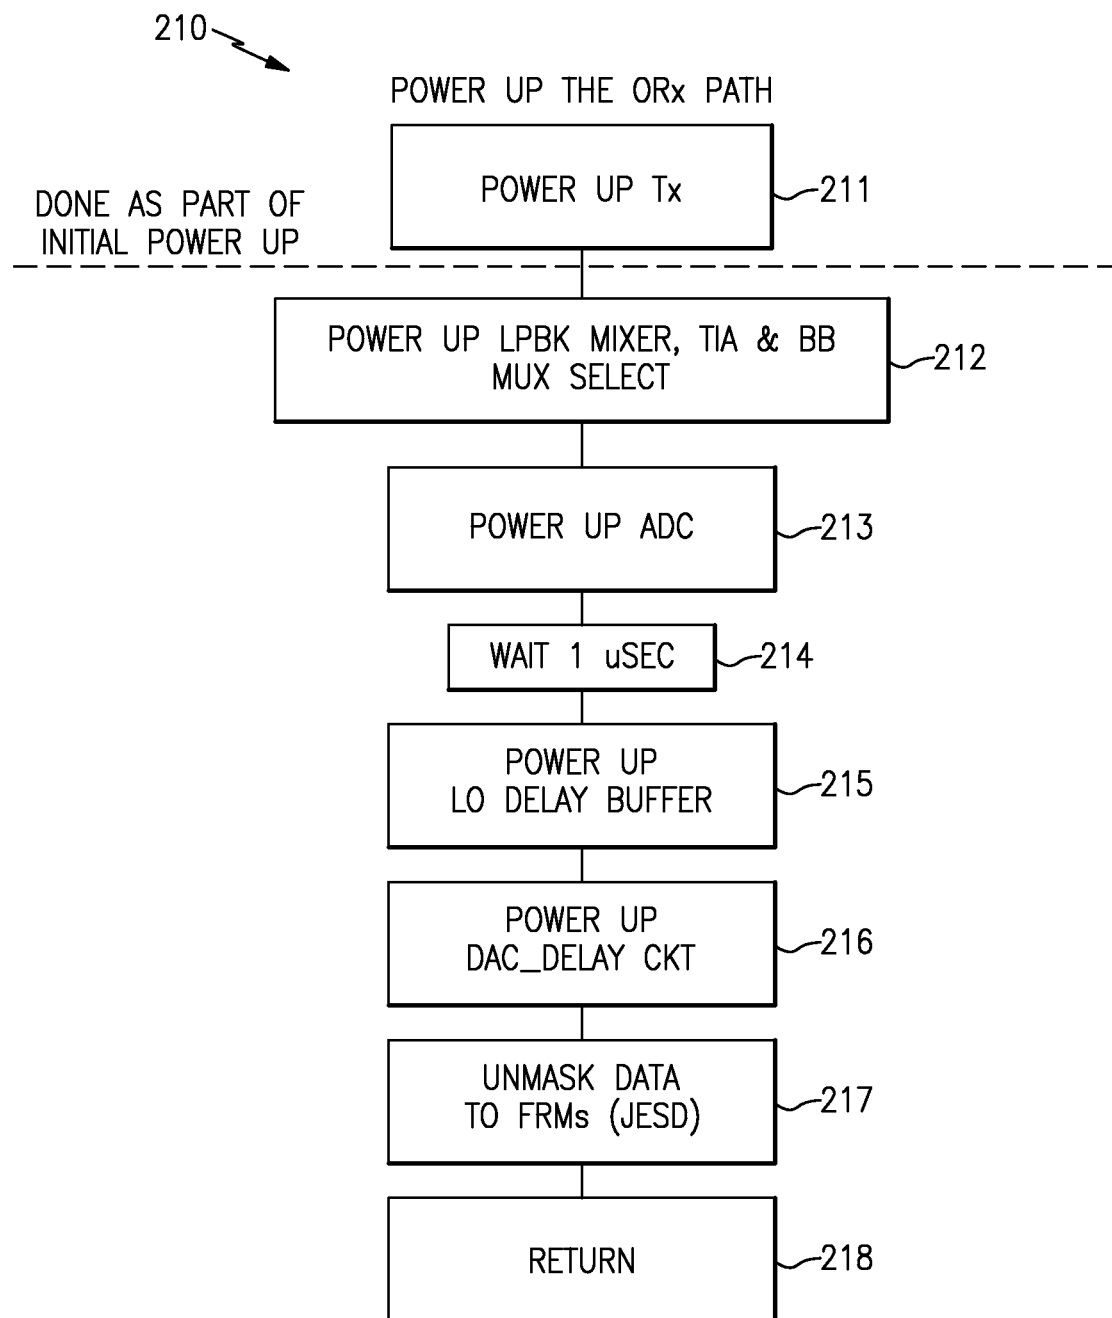 210
POWER UP THE ORx PATH
POWER UP Tx
211
DONE AS PART OF
INITIAL POWER UP
POWER UP LPBK MIXER, TIA & BB
MUX SELECT
212
POWER UP ADC
213
WAIT 1 uSEC
214
POWER UP
LO DELAY BUFFER
215
POWER UP
DAC_DELAY CKT
216
UNMASK DATA
TO FRMs (JESD)
217
RETURN
218